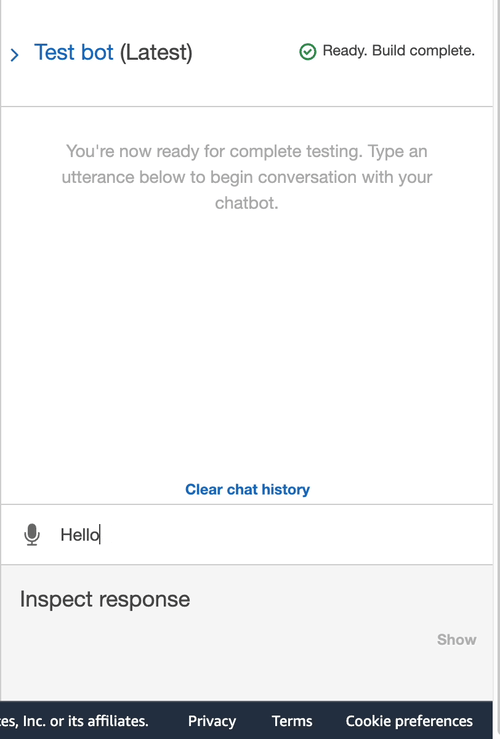 Test bot (Latest)
Ready. Build complete.
You're now ready for complete testing. Type an
utterance below to begin conversation with your
chatbot.
Clear chat history
Hello
Inspect response
Show
Inc. or its affiliates.
Privacy
Terms
Cookie preferences